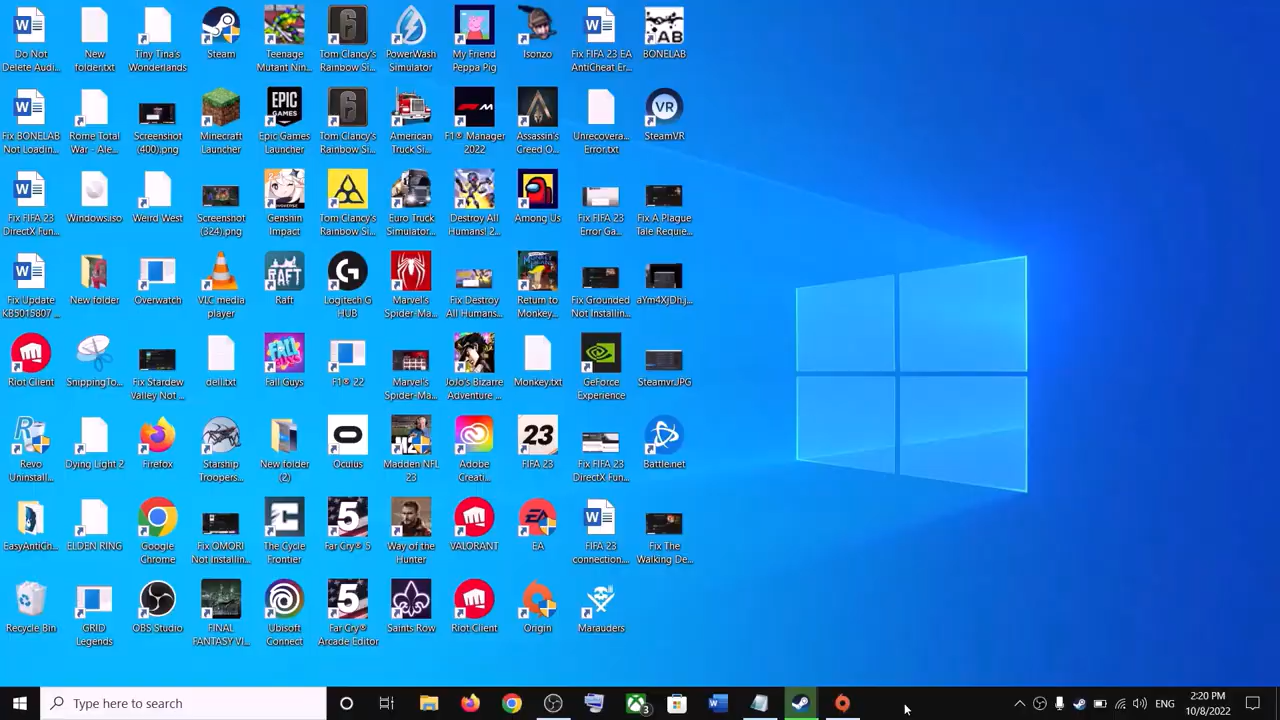 Do Not
Delete Audi...
New
folder.txt
Tiny Tina's
Wonderlands
Steam
Teenage
Mutant Nin...
Tom Clancy's
Rainbow Si...
PowerWash
Simulator
My Friend
Peppa Pig
Isonzo
Fix FIFA 23 EA
AntiCheat Er...
AB
BONELAB
Fix BONELAB
Not Loadin...
Rome Total
War - Ale...
Screenshot
(400).png
Minecraft
Launcher
EPIC
GAMES
Epic Games
Launcher
Tom Clancy's
Rainbow Si...
American
Truck Si...
F1® Manager
2022
Assassin's
Creed O...
Unrecovera...
Error.txt
VR
SteamVR
Fix FIFA 23
DirectX Fun...
Windows.iso
Weird West
Screenshot
(324).png
Genshin
Impact
Tom Clancy's
Rainbow Si...
Euro Truck
Simulator...
Destroy All
Humans! 2...
Among Us
Fix FIFA 23
Error Ga...
Fix A Plague
Tale Requie...
Fix Update
KB5015807 ...
New folder
Overwatch
VLC media
player
RAFT
Raft
Logitech G
HUB
Marvel's
Spider-Ma...
Fix Destroy
All Humans...
Return to
Monkey...
Fix Grounded
Not Installin...
aYm4XjDh.j...
Riot Client
SnippingTo...
Fix Stardew
Valley Not ...
dell.txt
FALL
GUYS
Fall Guys
F1® 22
Marvel's
Spider-Ma...
JoJo's Bizarre
Adventure ...
Monkey.txt
GeForce
Experience
Steamvr.JPG
Revo
Uninstall...
Dying Light 2
Firefox
Starship
Troopers...
New folder
(2)
Oculus
Madden NFL
23
Adobe
Creati...
23
FIFA 23
Fix FIFA 23
DirectX Fun...
Battle.net
EasyAntiCh...
ELDEN RING
Google
Chrome
Fix OMORI
Not Installin...
The Cycle
Frontier
5
Far Cry® 5
Way of the
Hunter
VALORANT
EA
EA
FIFA 23
connection...
Fix The
Walking De...
Recycle Bin
GRID
Legends
OBS Studio
FINAL
FANTASY VI...
Ubisoft
Connect
5
Far Cry®
Arcade Editor
Saints Row
Riot Client
Origin
Marauders
Type here to search
3
ENG
2:20 PM
10/8/2022